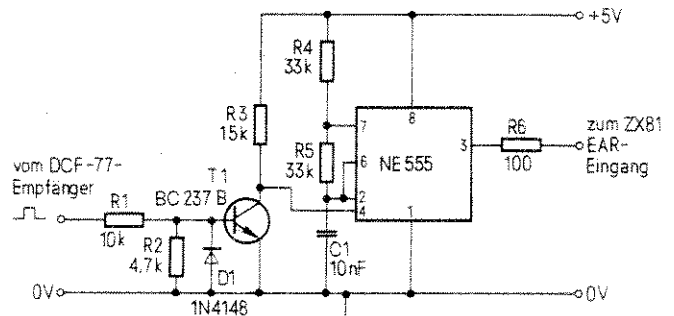 +5V
R4
33k
R3
15k
R5
33k
7
8
6
NE 555
2
4
3
1
R6
100
zum ZX81
EAR-
Eingang
vom DCF-77-
Empfänger
T1
BC 237 B
R1
10k
R2
4,7k
D1
1N4148
C1
10nF
0V
0V